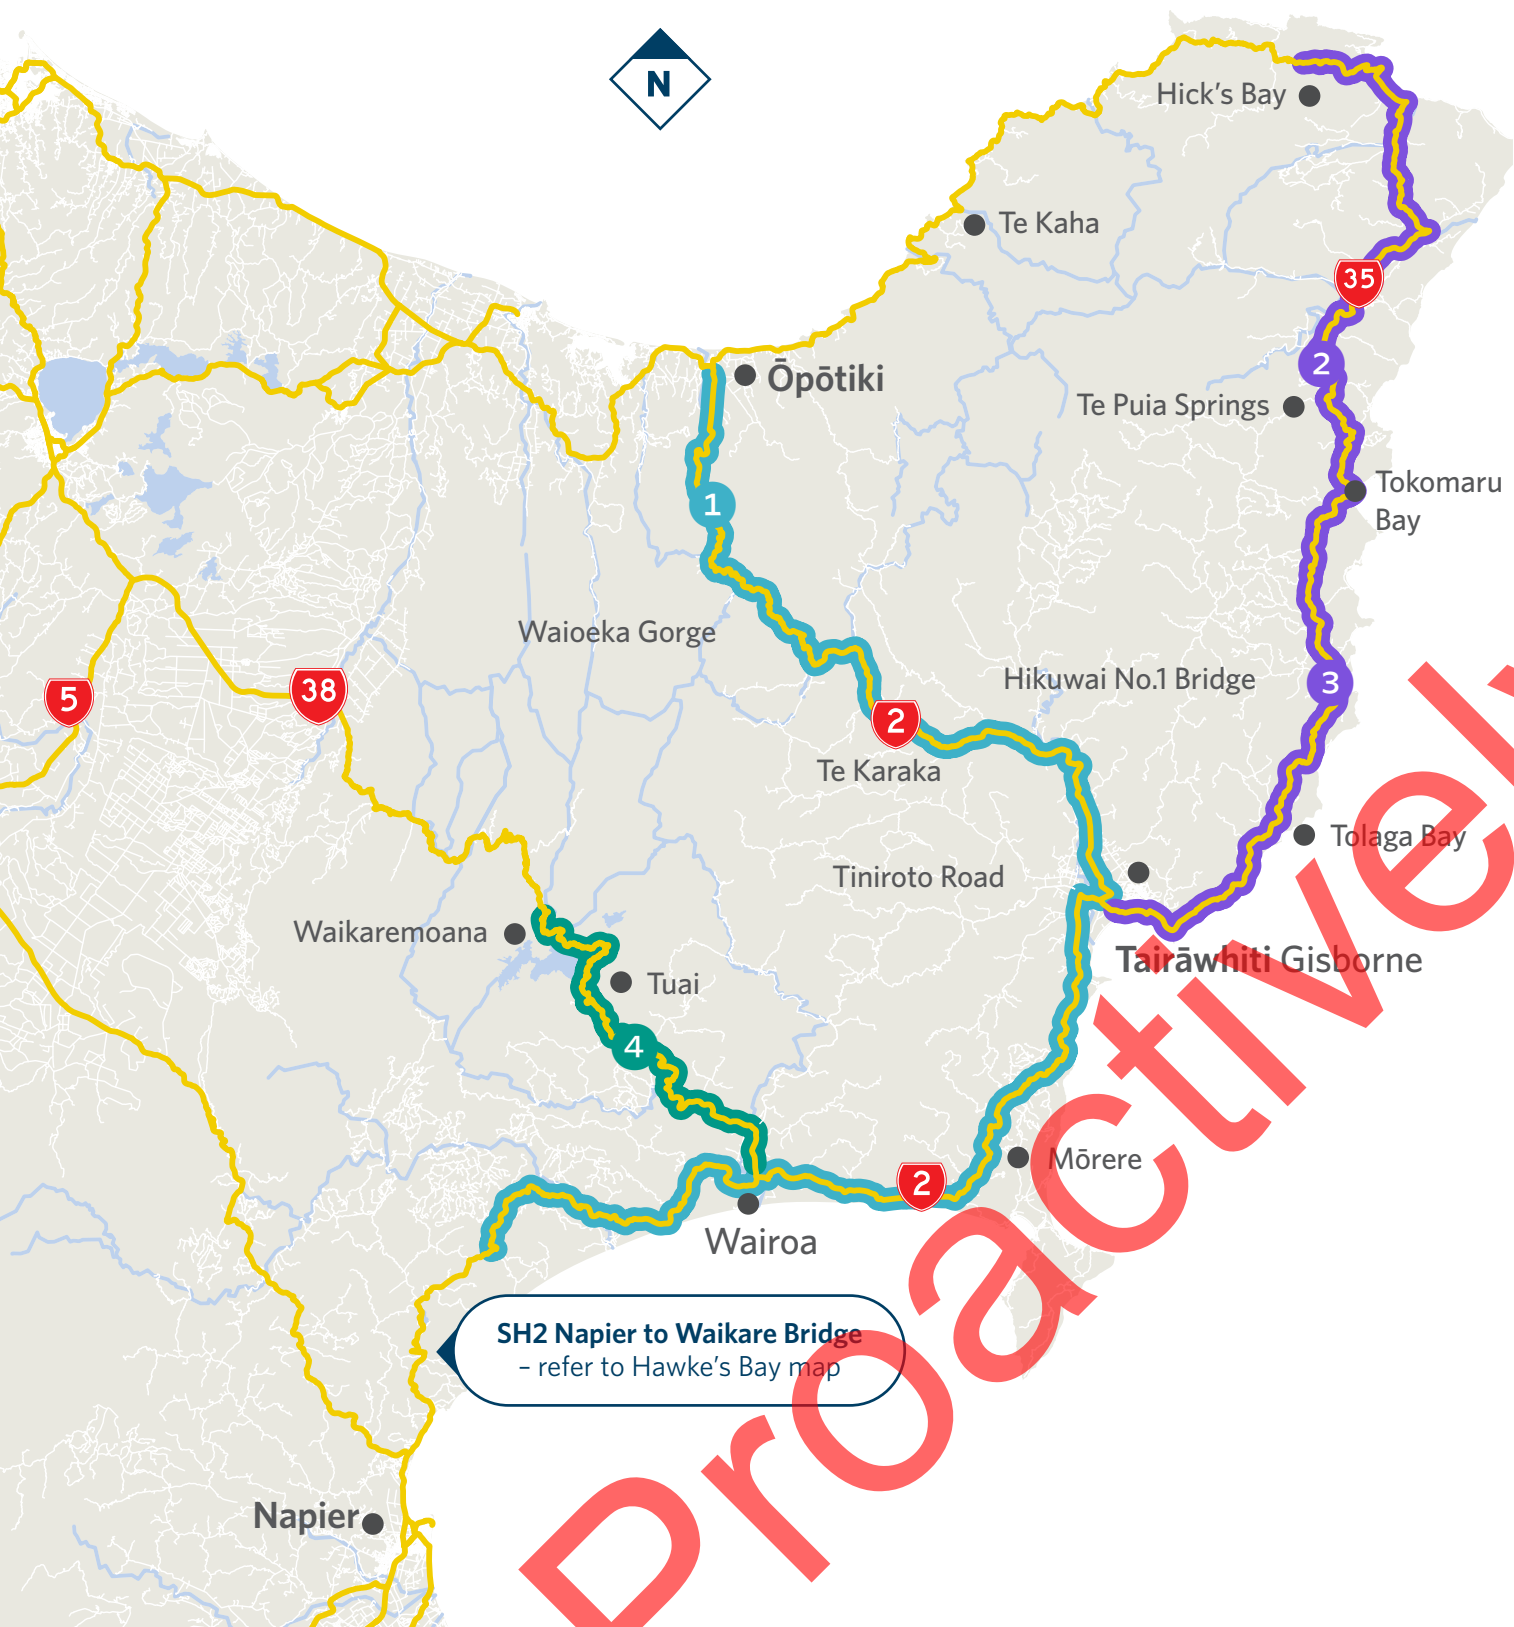 N
Hick's Bay
Te Kaha
35
2
Ōpōtiki
Te Puia Springs
Tokomaru
Bay
1
Waioeka Gorge
Hikuwai No.1 Bridge
3
5
38
2
Te Karaka
Tolaga Bay
Tiniroto Road
Waikaremoana
Tairāwhiti Gisborne
Tuai
4
Mōrere
2
Wairoa
SH2 Napier to Waikare Bridge
– refer to Hawke's Bay map
Napier
Proactively